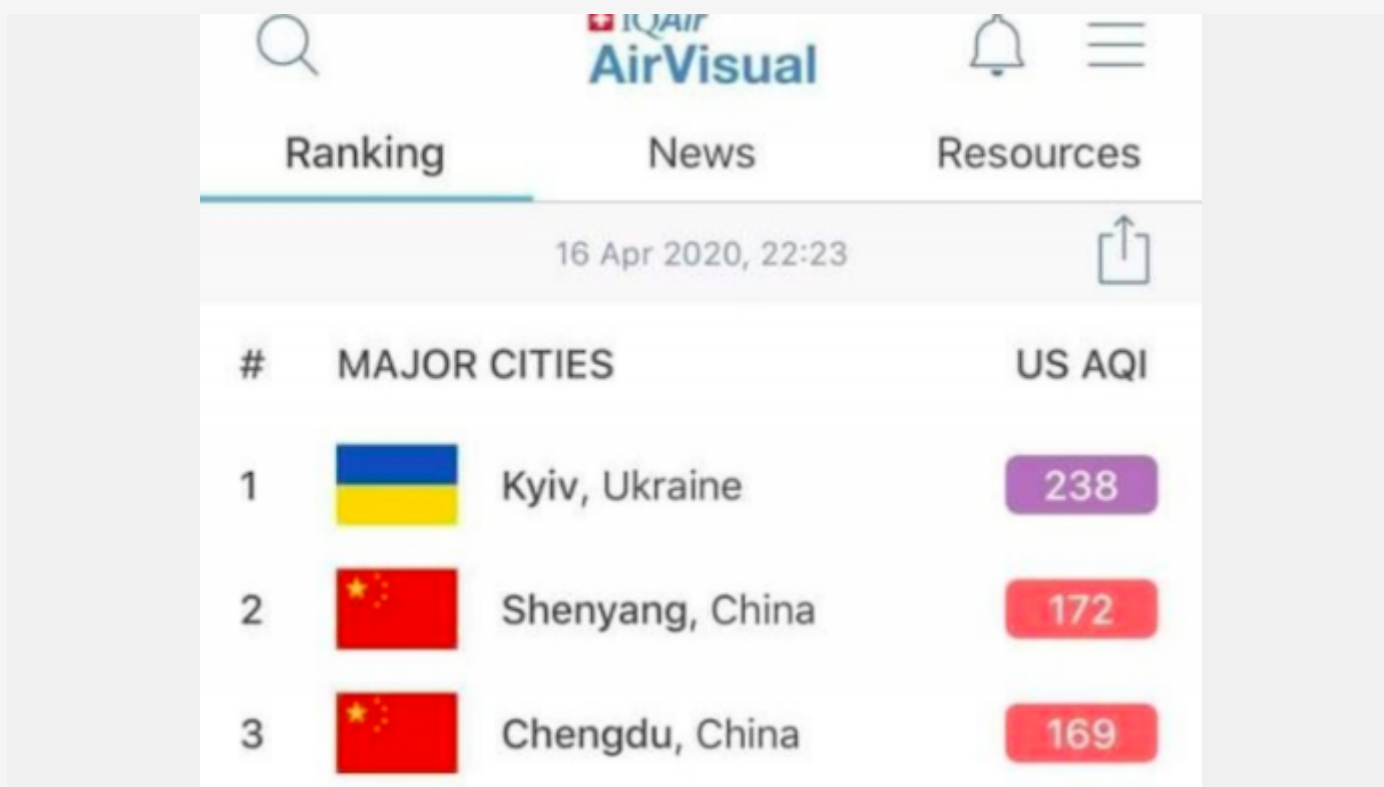 IQAir
AirVisual
Ranking News Resources
16 Apr 2020, 22:23
# MAJOR CITIES US AQI
1 Kyiv, Ukraine 238
2 Shenyang, China 172
3 Chengdu, China 169